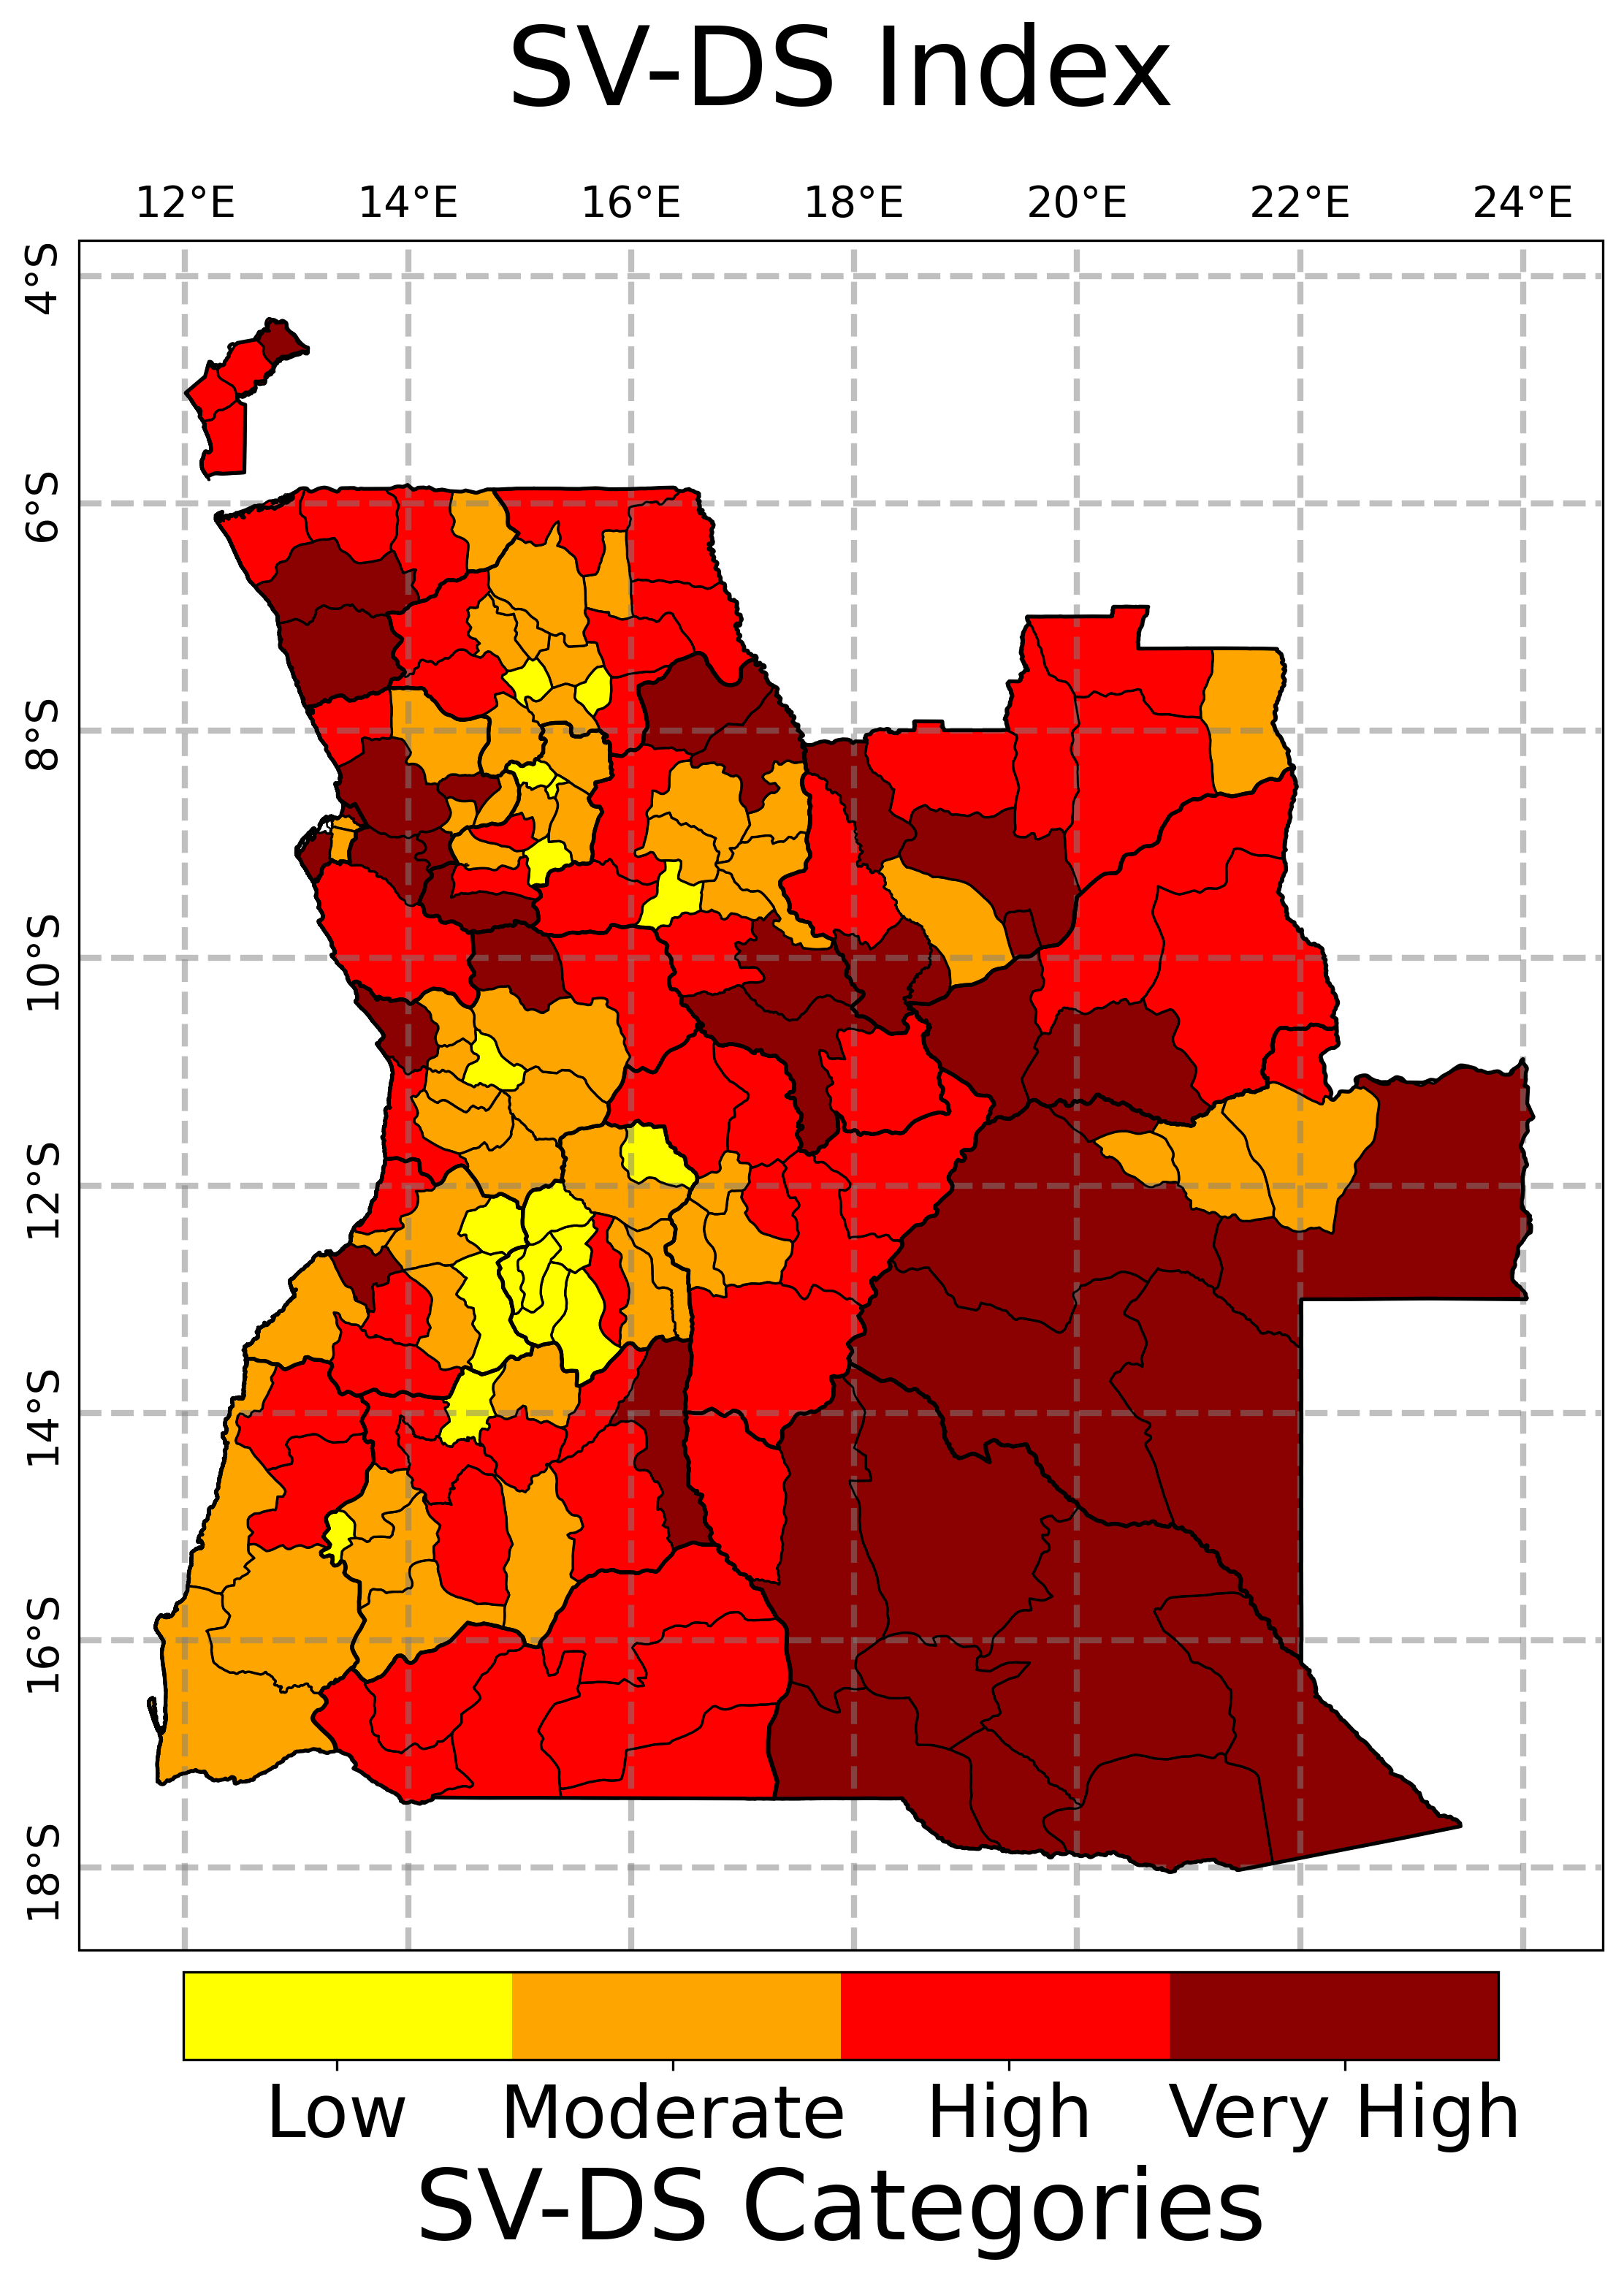 SV-DS Index
12°E 14°E 16°E 18°E 20°E 22°E 24°E
4°S
6°S
8°S
10°S
12°S
14°S
16°S
18°S
Low Moderate High Very High
SV-DS Categories